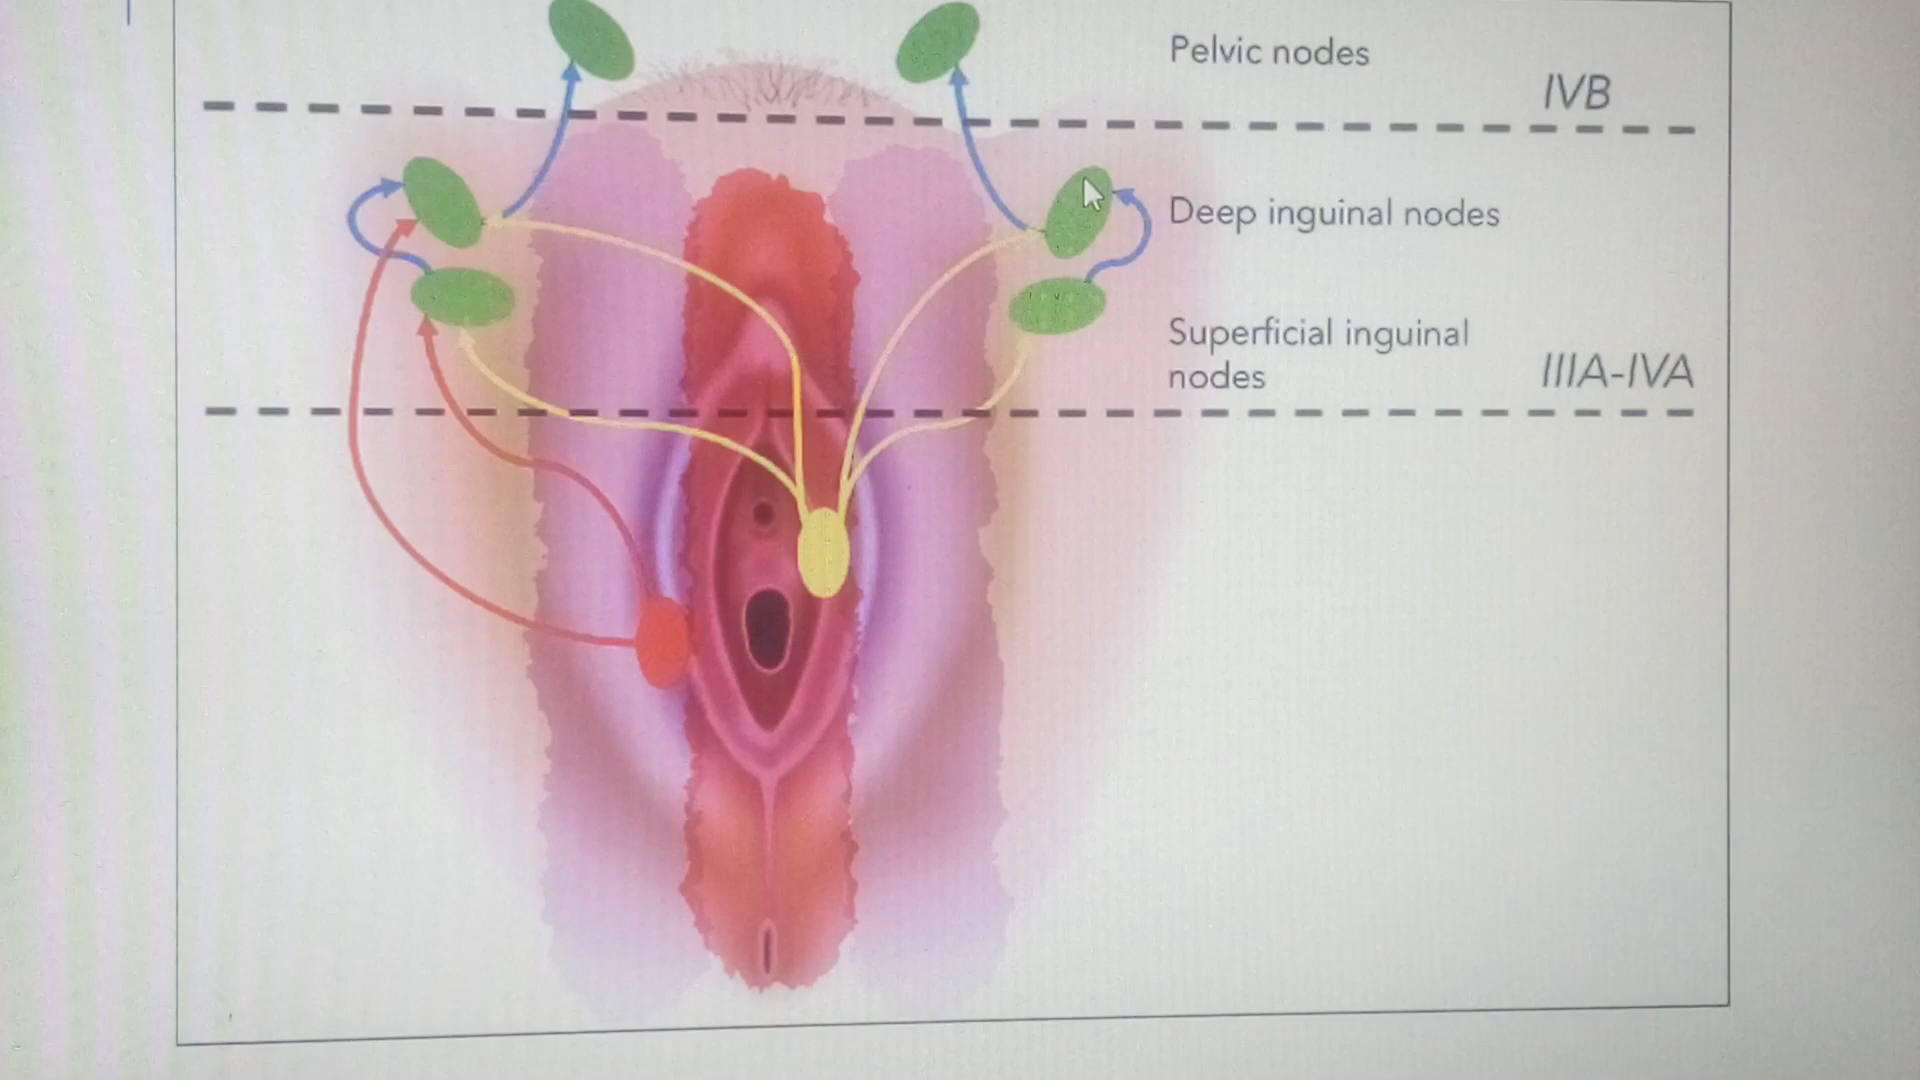 Pelvic nodes
IVB
Deep inguinal nodes
Superficial inguinal
nodes
IIIA-IVA